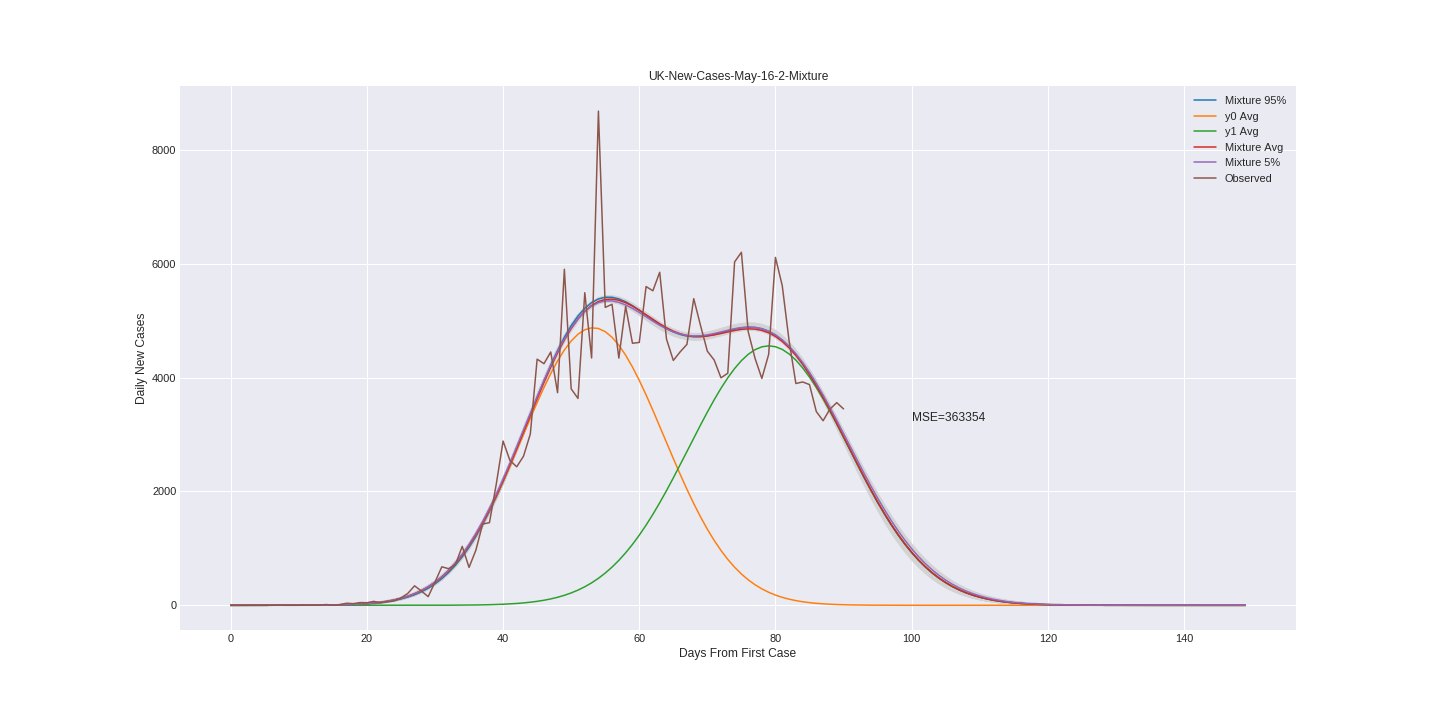 UK-New-Cases-May-16-2-Mixture
Mixture 95%
y0 Avg
y1 Avg
Mixture Avg
Mixture 5%
Observed
Daily New Cases
8000
6000
4000
2000
0
MSE=363354
0 20 40 60 80 100 120 140
Days From First Case